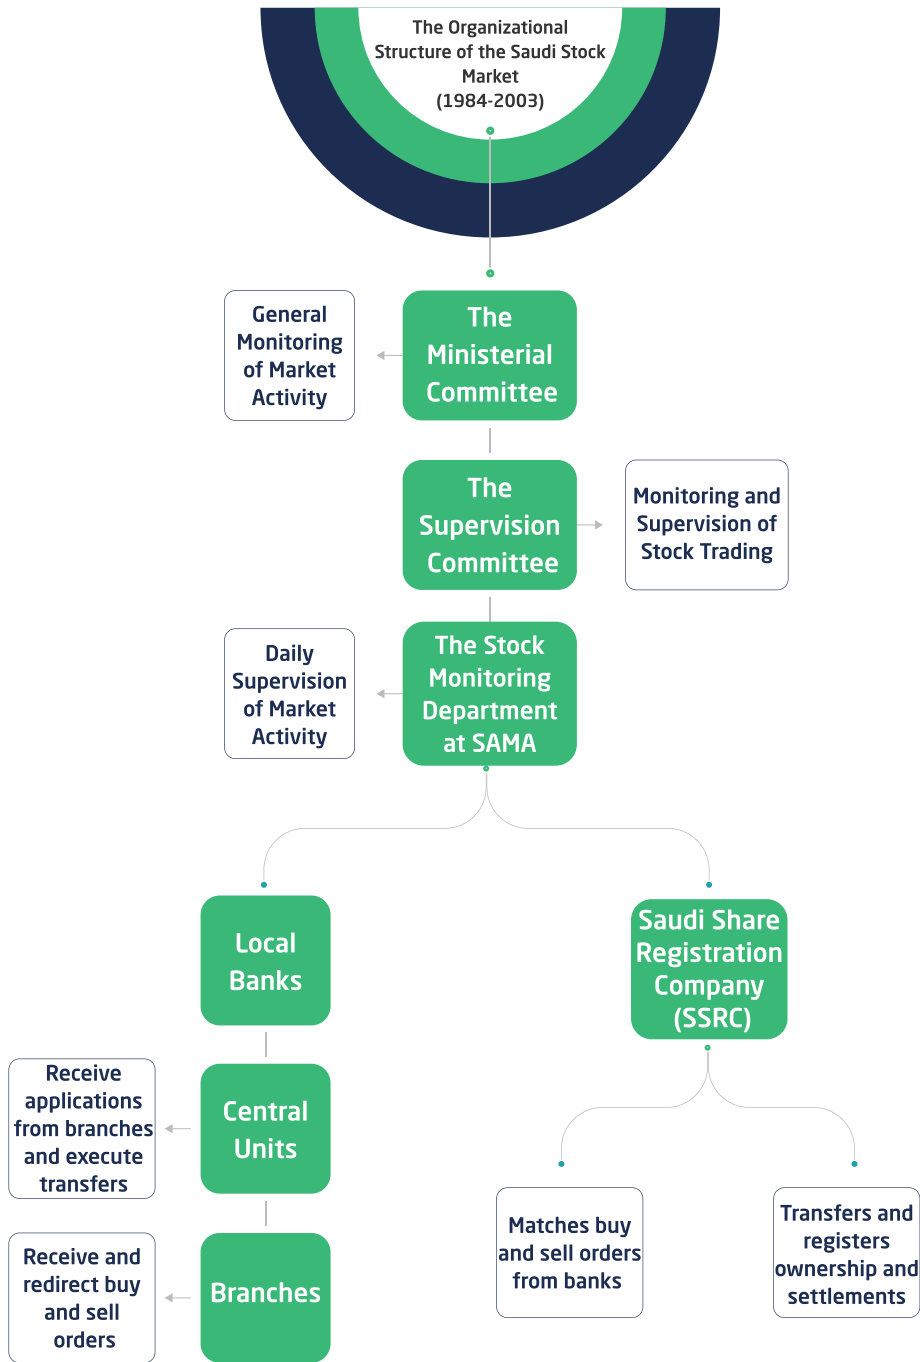 The Organizational
Structure of the Saudi Stock
Market
(1984-2003)
General
Monitoring
of Market
Activity
The
Ministerial
Committee
The
Supervision
Committee
Monitoring and
Supervision of
Stock Trading
Daily
Supervision
of Market
Activity
The Stock
Monitoring
Department
at SAMA
Local
Banks
Saudi Share
Registration
Company
(SSRC)
Receive
applications
from branches
and execute
transfers
Central
Units
Matches buy
and sell orders
from banks
Transfers and
registers
ownership and
settlements
Receive and
redirect buy
and sell
orders
Branches